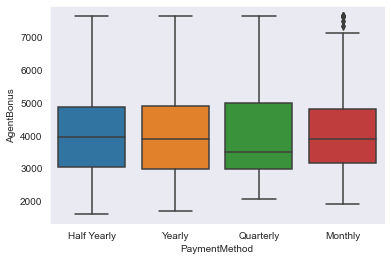 7000
6000
5000
4000
3000
2000
AgentBonus
Half Yearly
Yearly
Quarterly
Monthly
PaymentMethod